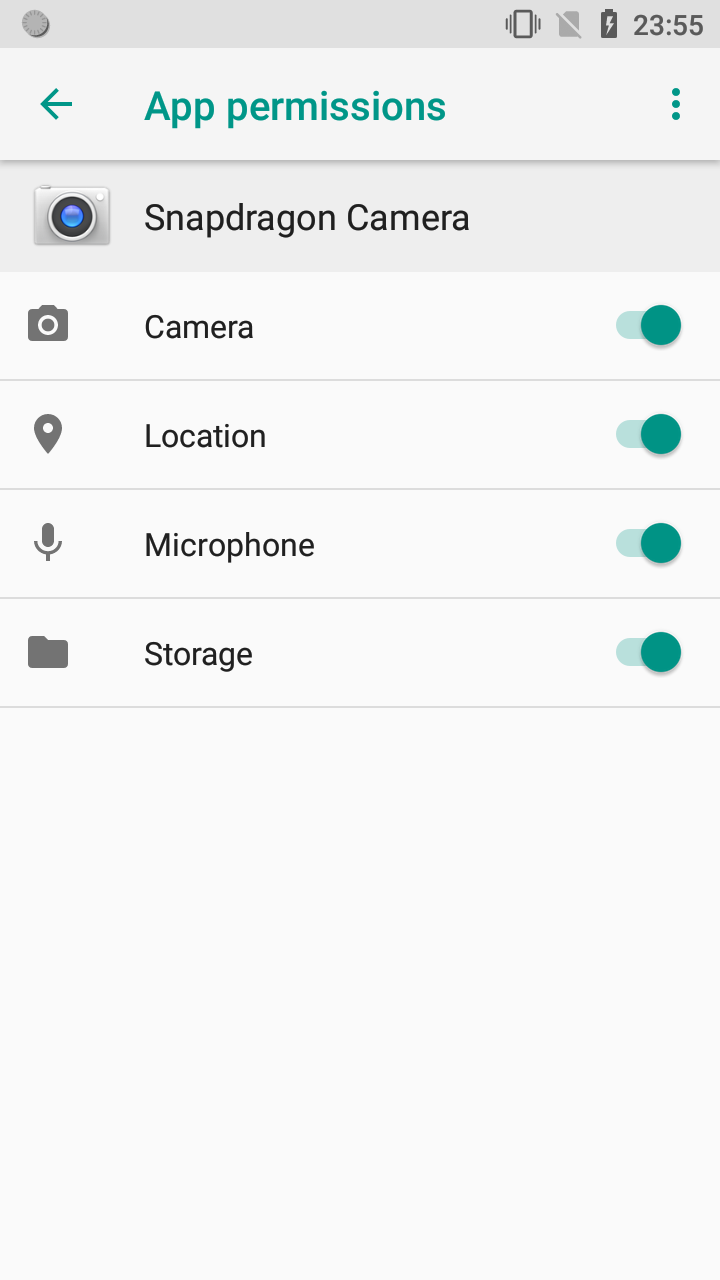 23:55
App permissions
Snapdragon Camera
Camera
Location
Microphone
Storage